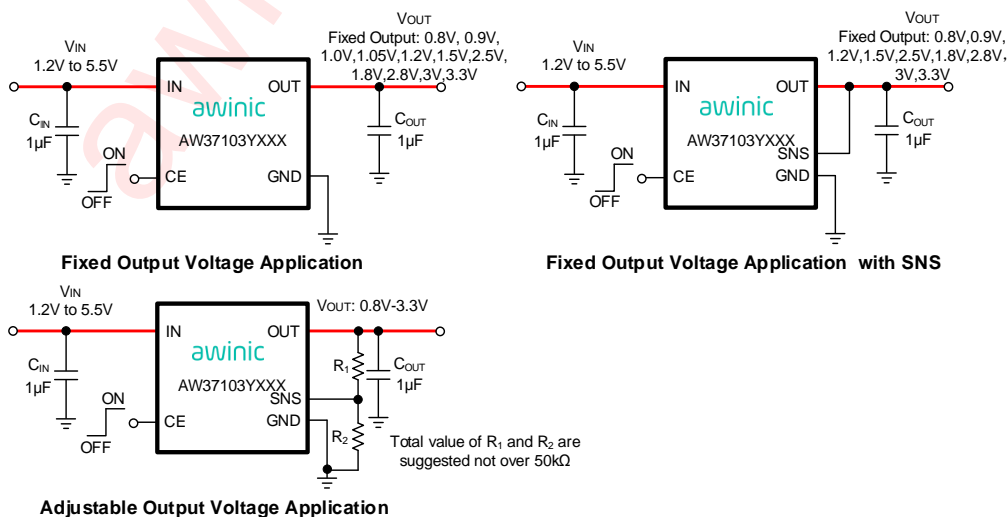 VIN
1.2V to 5.5V
CIN
1µF
ON
OFF
IN
OUT
awinic
AW37103YXXX
CE
GND
VOUT
Fixed Output: 0.8V, 0.9V,
1.0V,1.05V,1.2V,1.5V,2.5V,
1.8V,2.8V,3V,3.3V
COUT
1µF
Fixed Output Voltage Application
VIN
1.2V to 5.5V
CIN
1µF
ON
OFF
IN
OUT
awinic
AW37103YXXX
SNS
CE
GND
VOUT
Fixed Output: 0.8V,0.9V,
1.2V,1.5V,2.5V,1.8V,2.8V,
3V,3.3V
COUT
1µF
Fixed Output Voltage Application with SNS
VIN
1.2V to 5.5V
CIN
1µF
ON
OFF
IN
OUT
awinic
AW37103YXXX
SNS
CE
GND
VOUT: 0.8V-3.3V
R1
COUT
1µF
R2
Total value of R1 and R2 are
suggested not over 50kΩ
Adjustable Output Voltage Application